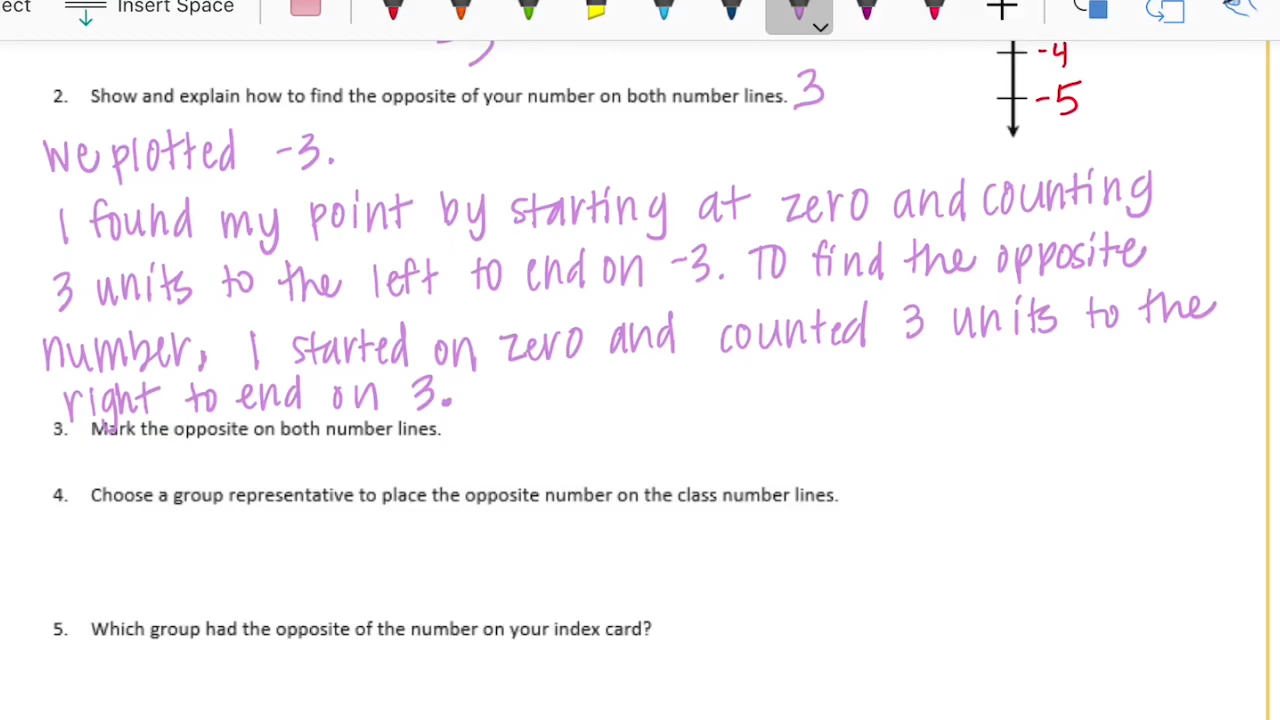 ect Insert Space
-4
2. Show and explain how to find the opposite of your number on both number lines. 3
-5
We plotted -3.
I found my point by starting at zero and counting
3 units to the left to end on -3. To find the opposite
number, I started on zero and counted 3 units to the
right to end on 3.
3. Mark the opposite on both number lines.
4. Choose a group representative to place the opposite number on the class number lines.
5. Which group had the opposite of the number on your index card?